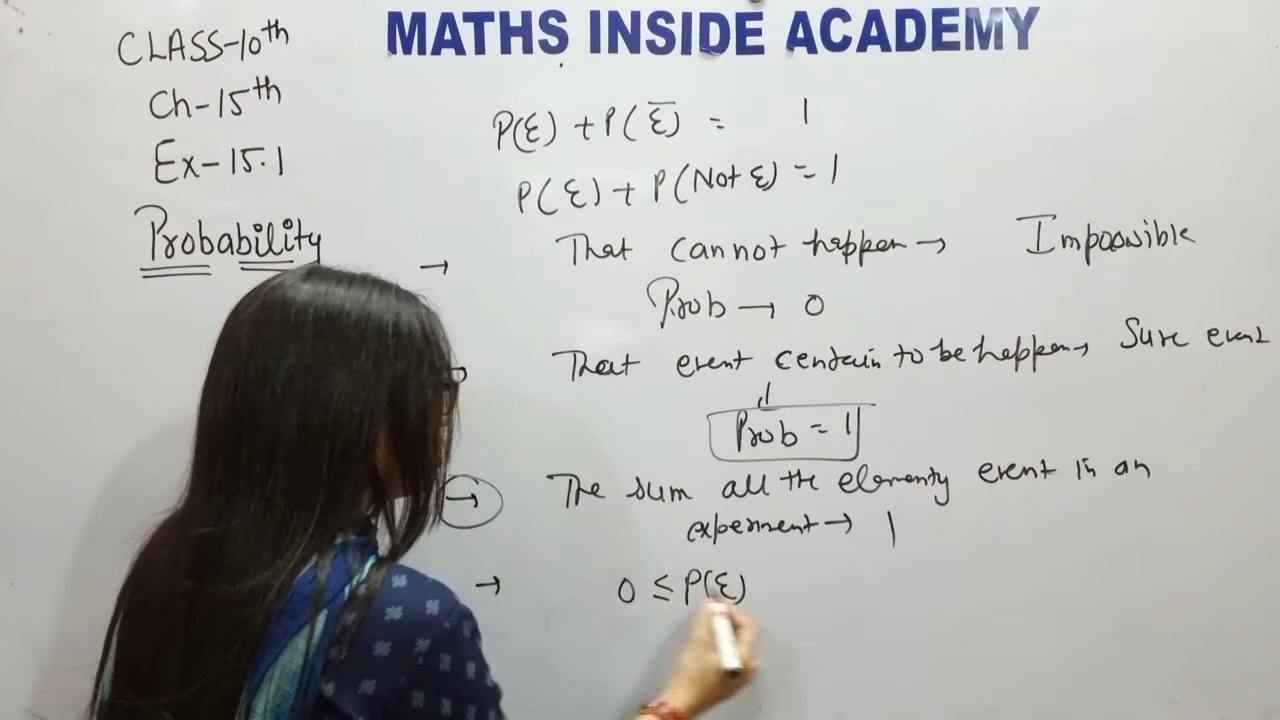 MATHS INSIDE ACADEMY
CLASS-10th
Ch-15th
Ex-15.1
Probability
P(E) + P(E̅) = 1
P(E) + P(Not E) = 1
→ That cannot happen → Impossible
Prob → 0
→ That event certain to be happen → Sure event
↓
Prob = 1
→ The sum all the elementy event in an
experiment → 1
→ 0 ≤ P(E)